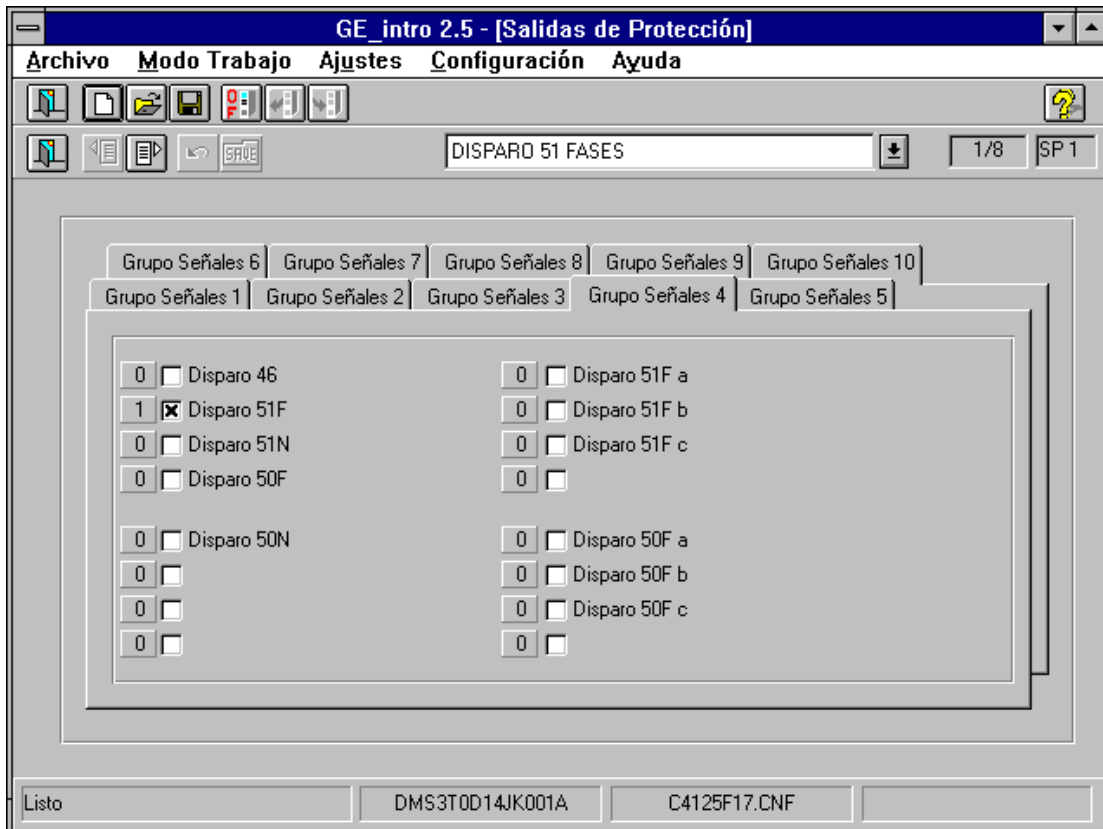 GE_intro 2.5 - [Salidas de Protección]
Archivo Modo Trabajo Ajustes Configuración Ayuda
OF
SAVE DISPARO 51 FASES 1/8 SP 1
Grupo Señales 6 Grupo Señales 7 Grupo Señales 8 Grupo Señales 9 Grupo Señales 10
Grupo Señales 1 Grupo Señales 2 Grupo Señales 3 Grupo Señales 4 Grupo Señales 5
0 Disparo 46 0 Disparo 51F a
1 Disparo 51F 0 Disparo 51F b
0 Disparo 51N 0 Disparo 51F c
0 Disparo 50F 0
0 Disparo 50N 0 Disparo 50F a
0 0 Disparo 50F b
0 0 Disparo 50F c
0 0
Listo DMS3T0D14JK001A C4125F17.CNF